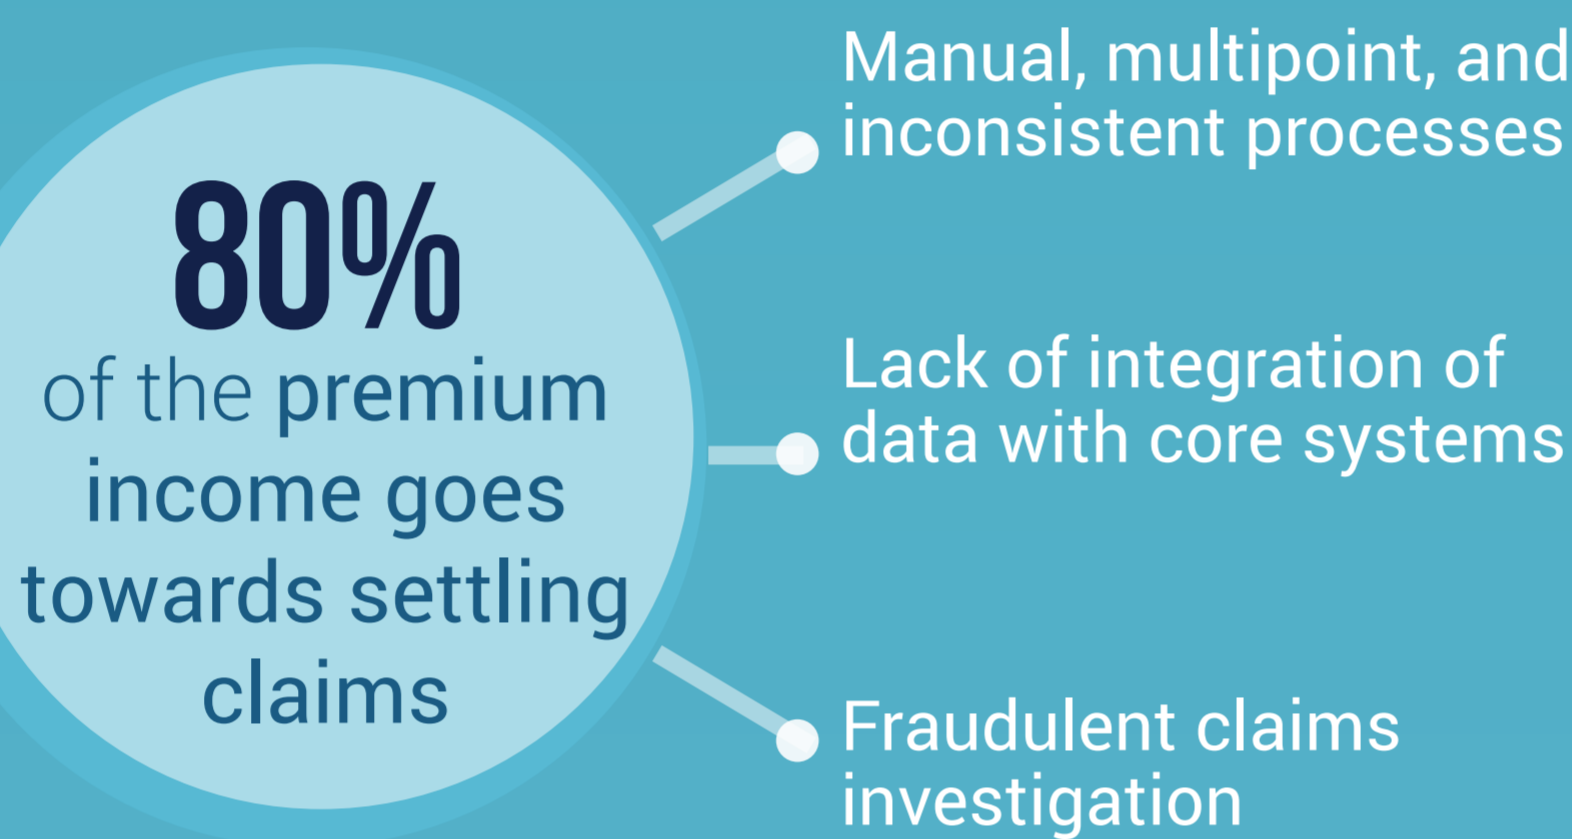 80%
of the premium
income goes
towards settling
claims
Manual, multipoint, and
inconsistent processes
Lack of integration of
data with core systems
Fraudulent claims
investigation